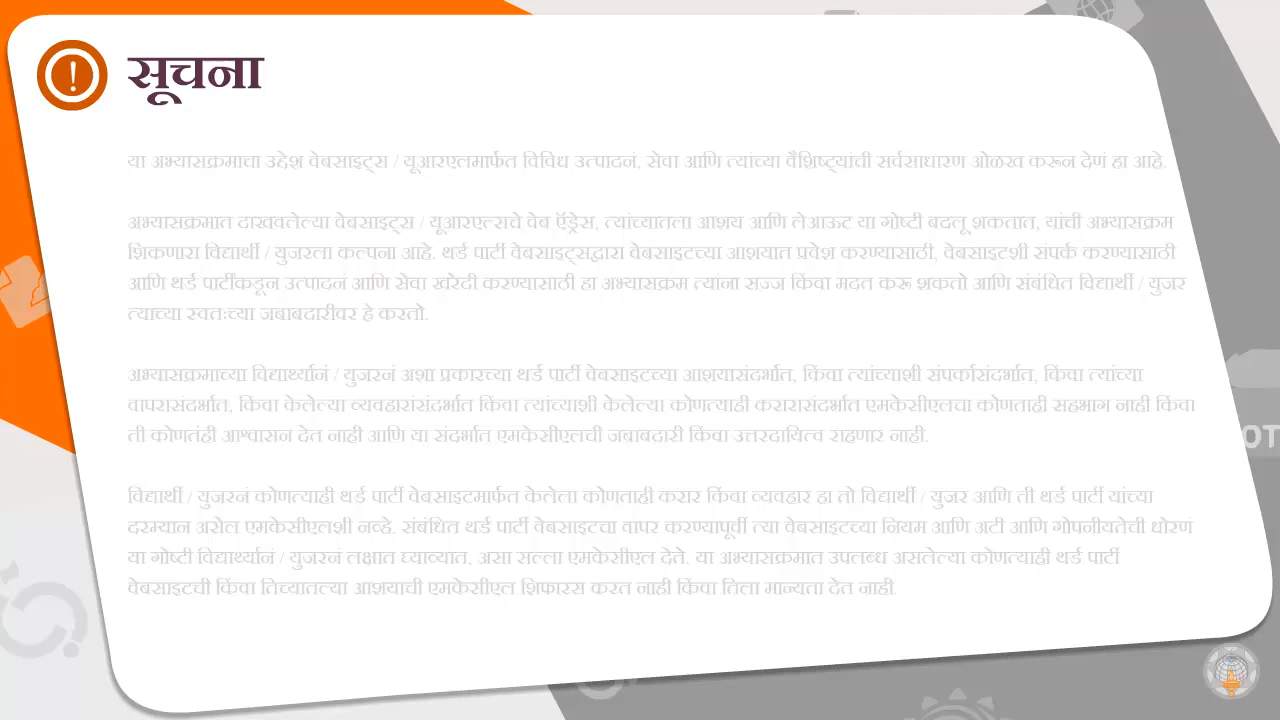 सूचना
या अभ्यासक्रमाचा उद्देश वेबसाइट्स / यूआरएलमार्फत विविध उत्पादनं, सेवा आणि त्यांच्या वैशिष्ट्यांची सर्वसाधारण ओळख करून देणं हा आहे.
अभ्यासक्रमात दाखवलेल्या वेबसाइट्स / यूआरएल्सचे वेब ऍड्रेस, त्यांच्यातला आशय आणि लेआऊट या गोष्टी बदलू शकतात, यांची अभ्यासक्रम
शिकणारा विद्यार्थी / युजरला कल्पना आहे. थर्ड पार्टी वेबसाइट्सद्वारा वेबसाइटच्या आशयात प्रवेश करण्यासाठी, वेबसाइटशी संपर्क करण्यासाठी
आणि थर्ड पार्टीकडून उत्पादनं आणि सेवा खरेदी करण्यासाठी हा अभ्यासक्रम त्यांना सज्ज किंवा मदत करू शकतो आणि संबंधित विद्यार्थी / युजर
त्याच्या स्वतःच्या जबाबदारीवर हे करतो.
अभ्यासक्रमाच्या विद्यार्थ्यानं / युजरनं अशा प्रकारच्या थर्ड पार्टी वेबसाइटच्या आशयासंदर्भात, किंवा त्यांच्याशी संपर्कासंदर्भात, किंवा त्यांच्या
वापरासंदर्भात, किंवा केलेल्या व्यवहारांसंदर्भात किंवा त्यांच्याशी केलेल्या कोणत्याही करारासंदर्भात एमकेसीएलचा कोणताही सहभाग नाही किंवा
ती कोणतंही आश्वासन देत नाही आणि या संदर्भात एमकेसीएलची जबाबदारी किंवा उत्तरदायित्व राहणार नाही.
विद्यार्थी / युजरनं कोणत्याही थर्ड पार्टी वेबसाइटमार्फत केलेला कोणताही करार किंवा व्यवहार हा तो विद्यार्थी / युजर आणि ती थर्ड पार्टी यांच्या
दरम्यान असेल एमकेसीएलशी नव्हे. संबंधित थर्ड पार्टी वेबसाइटचा वापर करण्यापूर्वी त्या वेबसाइटच्या नियम आणि अटी आणि गोपनीयतेची धोरणं
या गोष्टी विद्यार्थ्यानं / युजरनं लक्षात घ्याव्यात, असा सल्ला एमकेसीएल देते. या अभ्यासक्रमात उपलब्ध असलेल्या कोणत्याही थर्ड पार्टी
वेबसाइटची किंवा तिच्यातल्या आशयाची एमकेसीएल शिफारस करत नाही किंवा तिला मान्यता देत नाही.